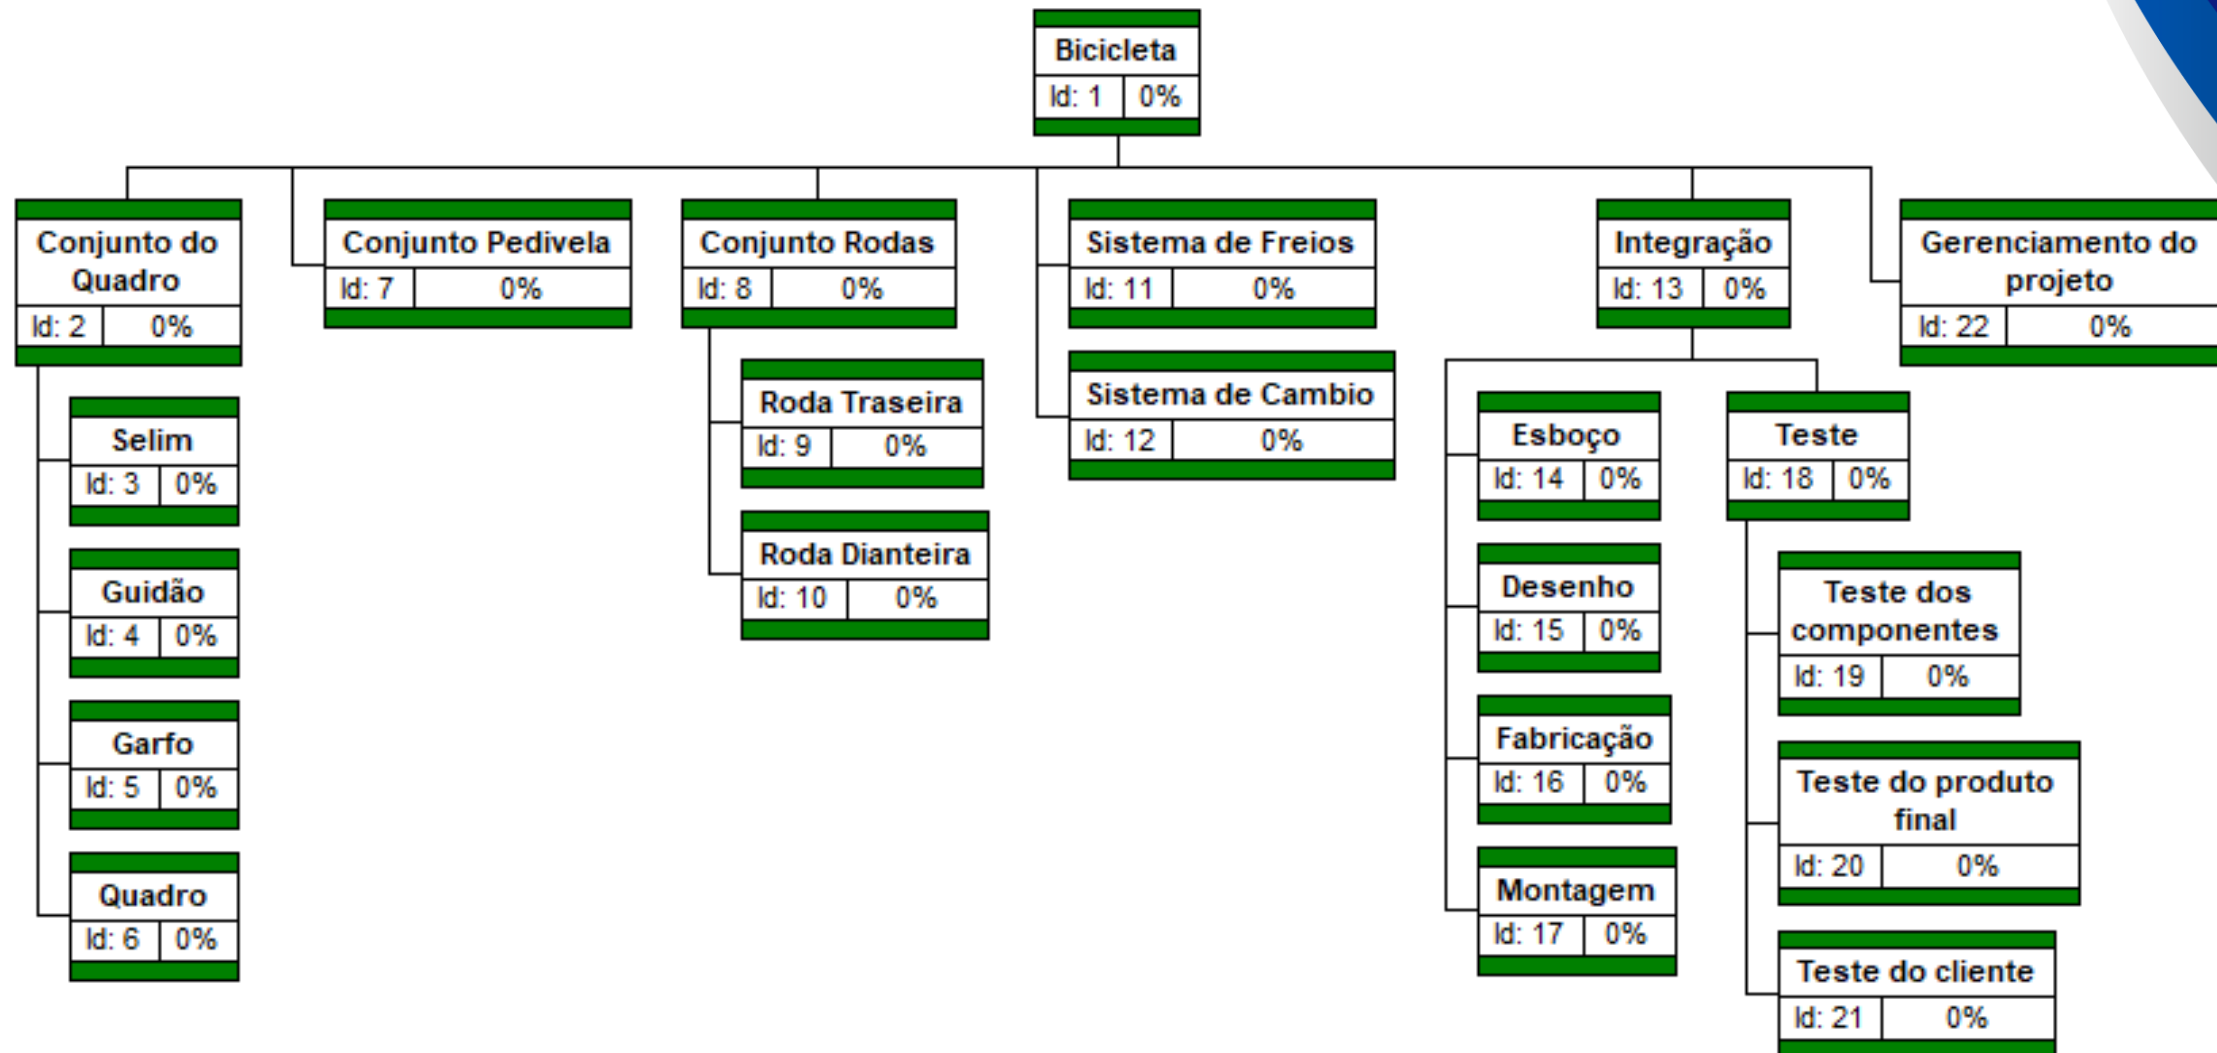 Bicicleta
Id: 1 0%
Conjunto do
Quadro
Id: 2 0%
Selim
Id: 3 0%
Guidão
Id: 4 0%
Garfo
Id: 5 0%
Quadro
Id: 6 0%
Conjunto Pedivela
Id: 7 0%
Conjunto Rodas
Id: 8 0%
Roda Traseira
Id: 9 0%
Roda Dianteira
Id: 10 0%
Sistema de Freios
Id: 11 0%
Sistema de Cambio
Id: 12 0%
Integração
Id: 13 0%
Esboço
Id: 14 0%
Desenho
Id: 15 0%
Fabricação
Id: 16 0%
Montagem
Id: 17 0%
Teste
Id: 18 0%
Teste dos
componentes
Id: 19 0%
Teste do produto
final
Id: 20 0%
Teste do cliente
Id: 21 0%
Gerenciamento do
projeto
Id: 22 0%